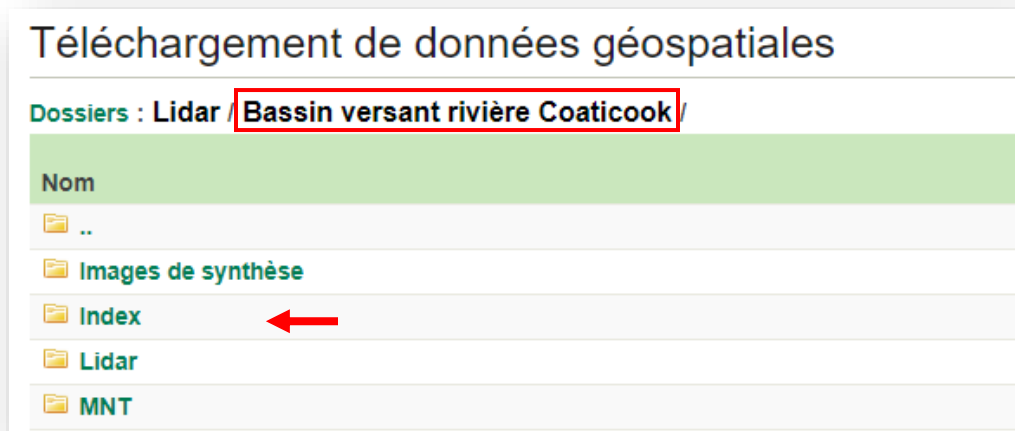 Téléchargement de données géospatiales
Dossiers : Lidar / Bassin versant rivière Coaticook /
Nom
..
Images de synthèse
Index
Lidar
MNT